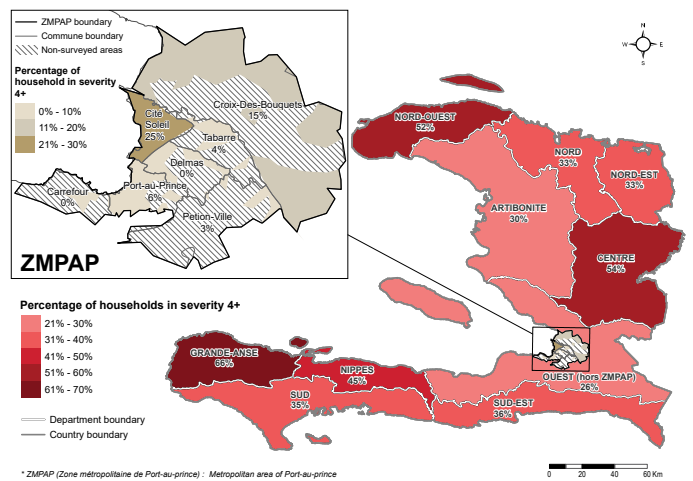 ZMPAP boundary
Commune boundary
Non-surveyed areas
Percentage of
household in severity
4+
0% - 10%
11% - 20%
21% - 30%
Cité
Soleil
25%
Croix-Des-Bouquets
15%
Tabarre
4%
Delmas
0%
Port-au-Prince
6%
Carrefour
0%
Petion-Ville
3%
ZMPAP
N
W
E
S
NORD-OUEST
52%
NORD
33%
NORD-EST
33%
ARTIBONITE
30%
CENTRE
54%
Percentage of households in severity 4+
21% - 30%
31% - 40%
41% - 50%
51% - 60%
61% - 70%
GRANDE-ANSE
66%
NIPPES
45%
SUD
35%
OUEST (hors ZMPAP)
26%
SUD-EST
36%
Department boundary
Country boundary
* ZMPAP (Zone métropolitaine de Port-au-prince) : Metropolitan area of Port-au-prince
0 20 40 60 Km